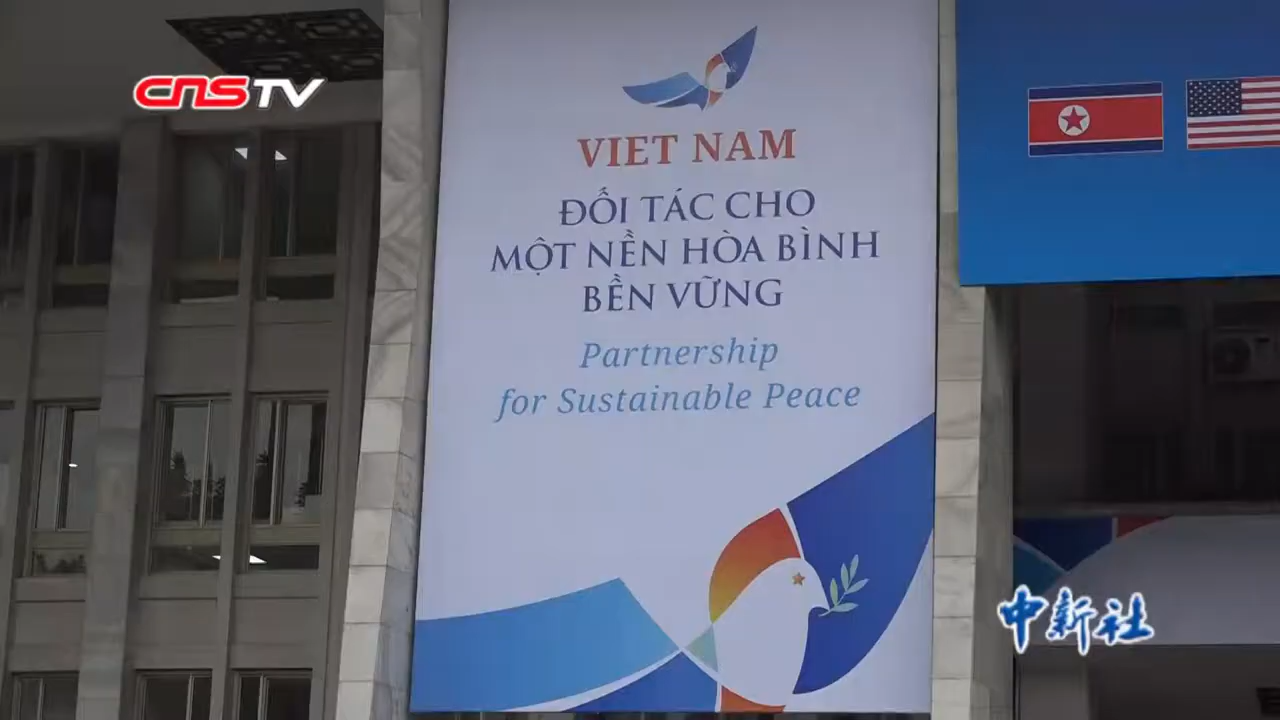 CNSTV
VIET NAM
ĐỐI TÁC CHO
MỘT NỀN HÒA BÌNH
BỀN VỮNG
Partnership
for Sustainable Peace
中新社